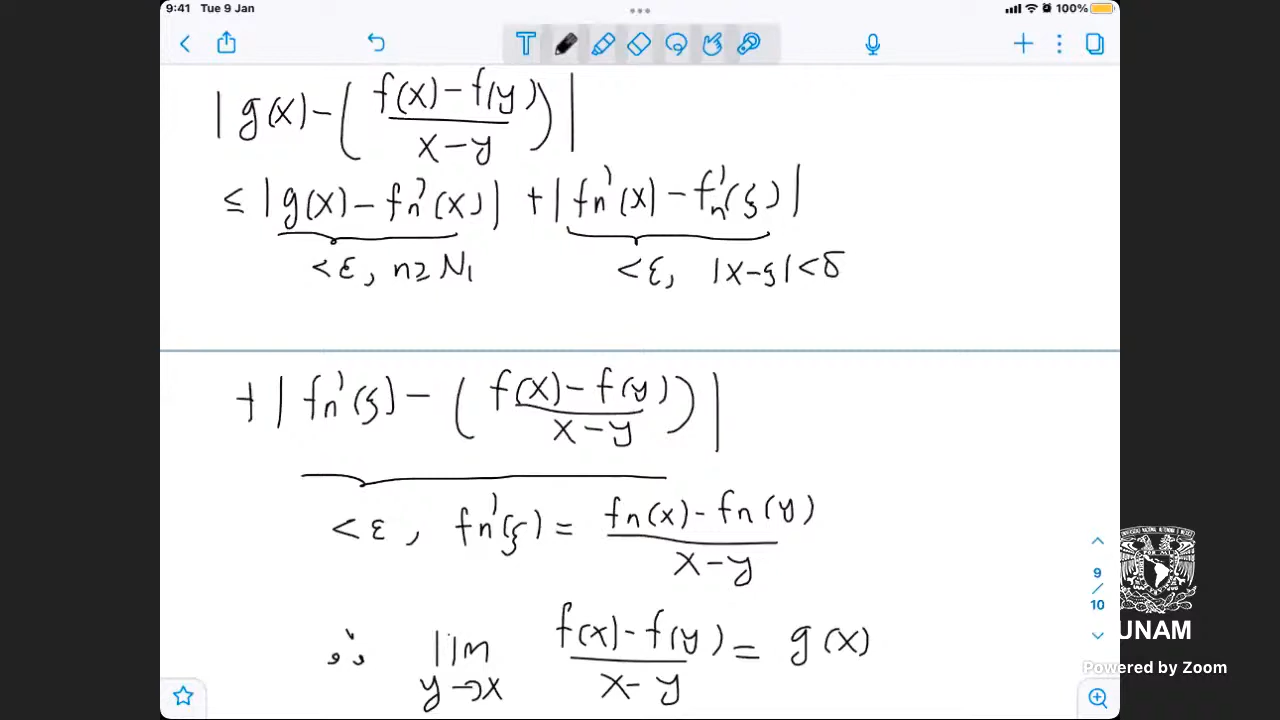 9:41 Tue 9 Jan 100%
| g(x) - ( (f(x) - f(y)) / (x - y) ) |
≤ | g(x) - fn'(x) | + | fn'(x) - fn'(ξ) |
< ε, n ≥ N1 < ε, |x - ξ| < δ
+ | fn'(ξ) - ( (f(x) - f(y)) / (x - y) ) |
< ε, fn'(ξ) = (fn(x) - fn(y)) / (x - y)
∴ lim y→x (f(x) - f(y)) / (x - y) = g(x)
9 / 10
UNAM
Powered by Zoom